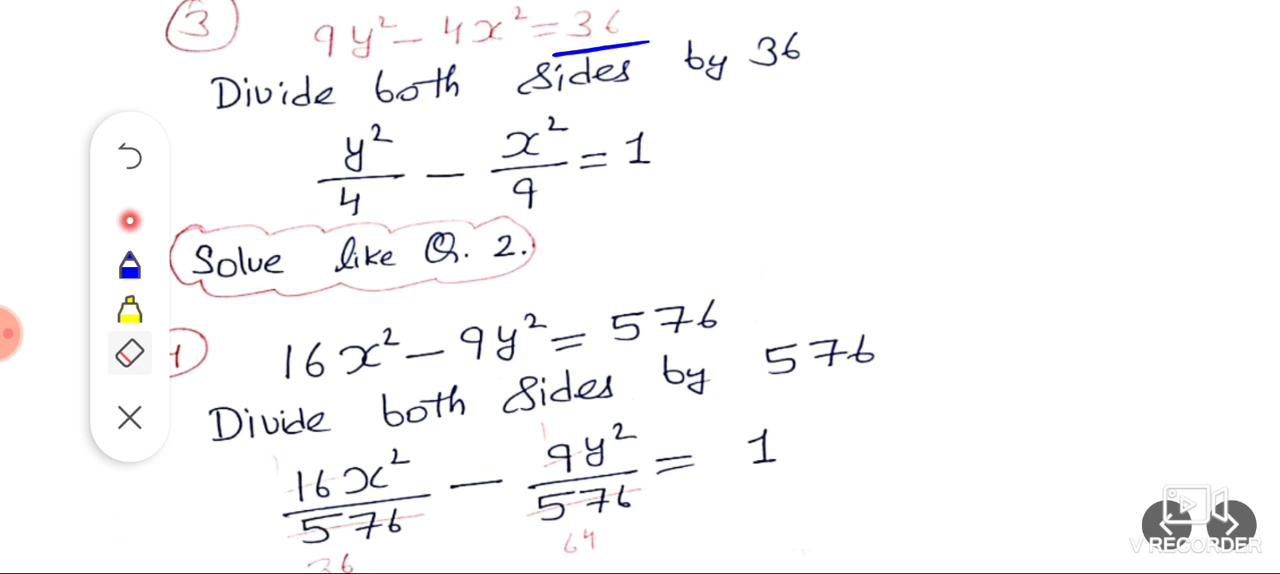 3 9y² - 4x² = 36
Divide both sides by 36
y²/4 - x²/9 = 1
Solve like Q. 2.
16x² - 9y² = 576
Divide both sides by 576
16x²/576 - 9y²/576 = 1
36 64
V RECORDER